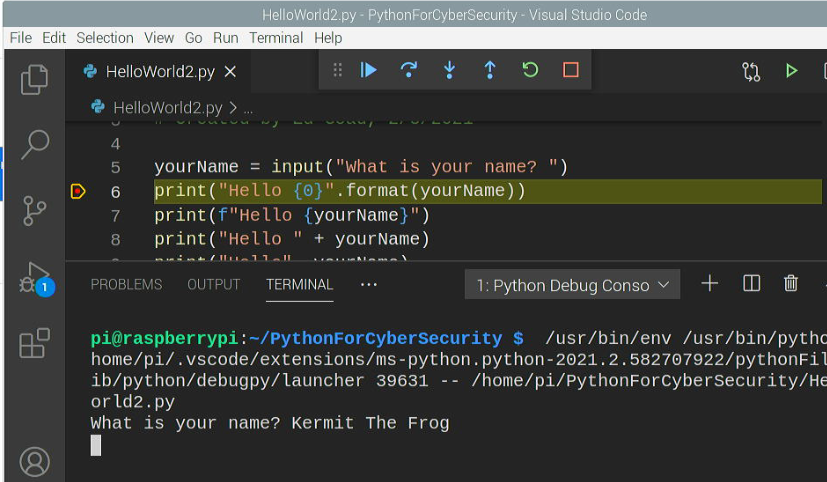 HelloWorld2.py - PythonForCyberSecurity - Visual Studio Code
File Edit Selection View Go Run Terminal Help
HelloWorld2.py
HelloWorld2.py > ...
4
5 yourName = input("What is your name? ")
6 print("Hello {0}".format(yourName))
7 print(f"Hello {yourName}")
8 print("Hello " + yourName)
print("Hello", yourName)
1
PROBLEMS OUTPUT TERMINAL ...
1: Python Debug Conso
pi@raspberrypi:~/PythonForCyberSecurity $ /usr/bin/env /usr/bin/pytho
home/pi/.vscode/extensions/ms-python.python-2021.2.582707922/pythonFil
ib/python/debugpy/launcher 39631 -- /home/pi/PythonForCyberSecurity/He
orld2.py
What is your name? Kermit The Frog